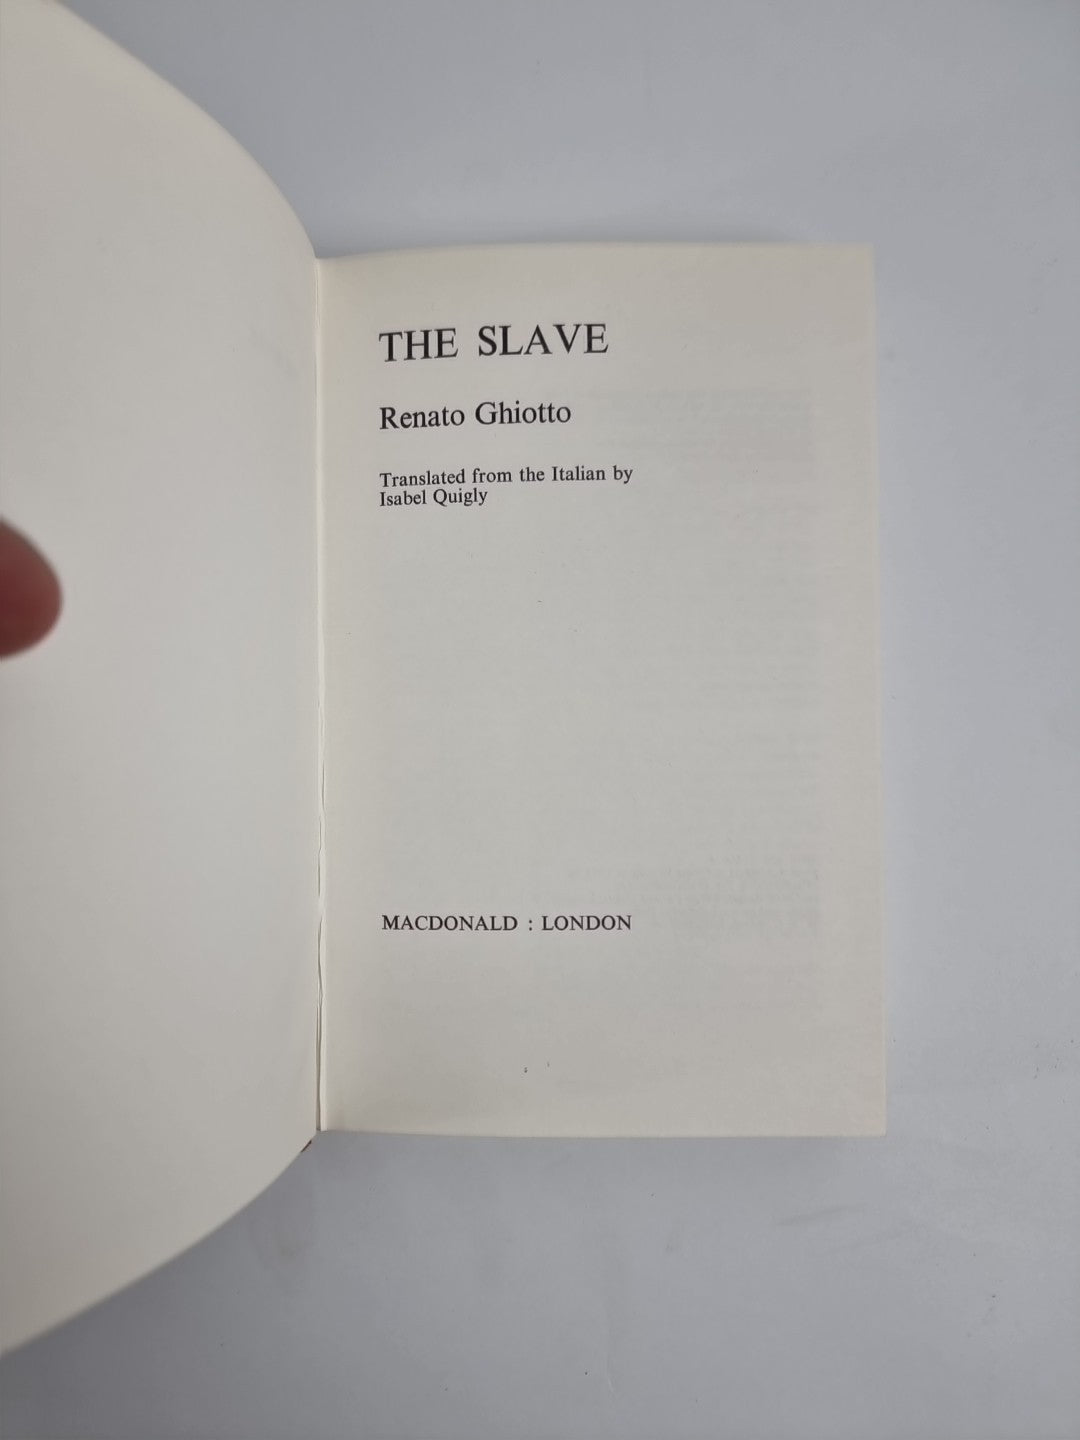 THE SLAVE
Renato Ghiotto
Translated from the Italian by
Isabel Quigly
MACDONALD : LONDON